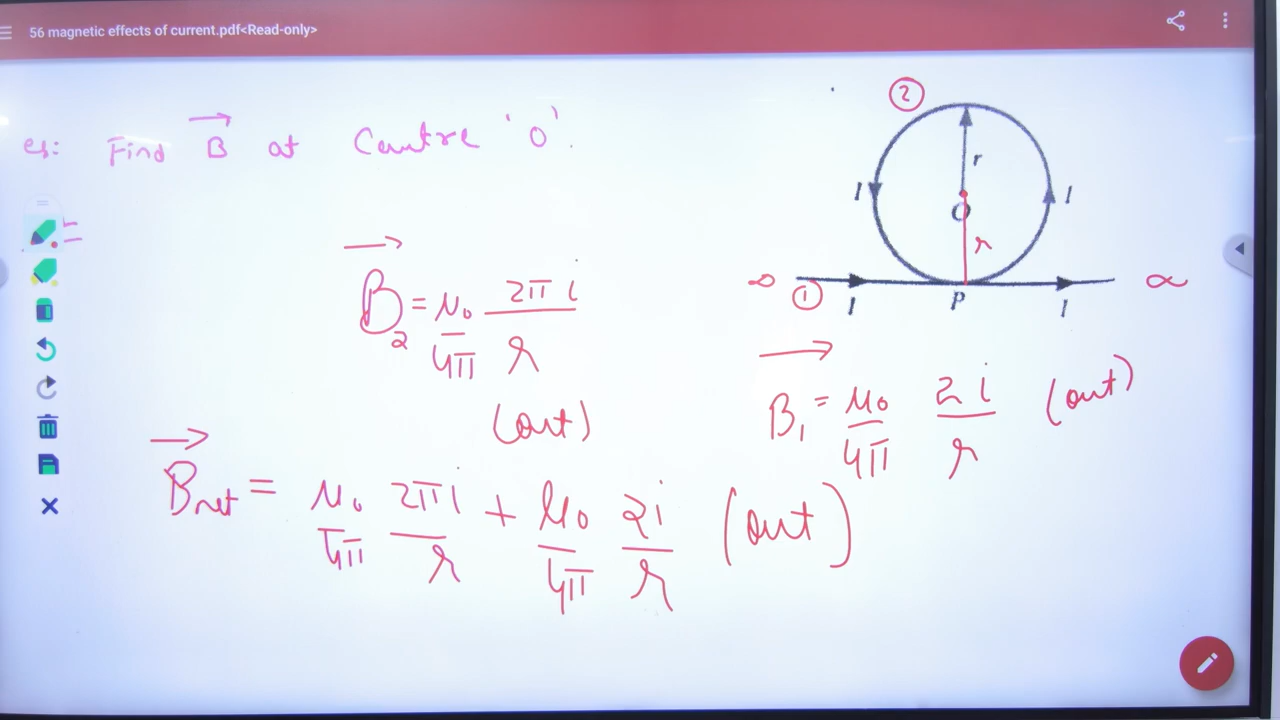 56 magnetic effects of current.pdf<Read-only>
eg: Find B⃗ at Centre 'O'.
2
r
I O I
r
∞ 1 I P I ∞
B⃗₂ = μ₀/4π 2πi/r
(out)
B⃗₁ = μ₀/4π 2i/r (out)
B⃗net = μ₀/4π 2πi/r + μ₀/4π 2i/r (out)